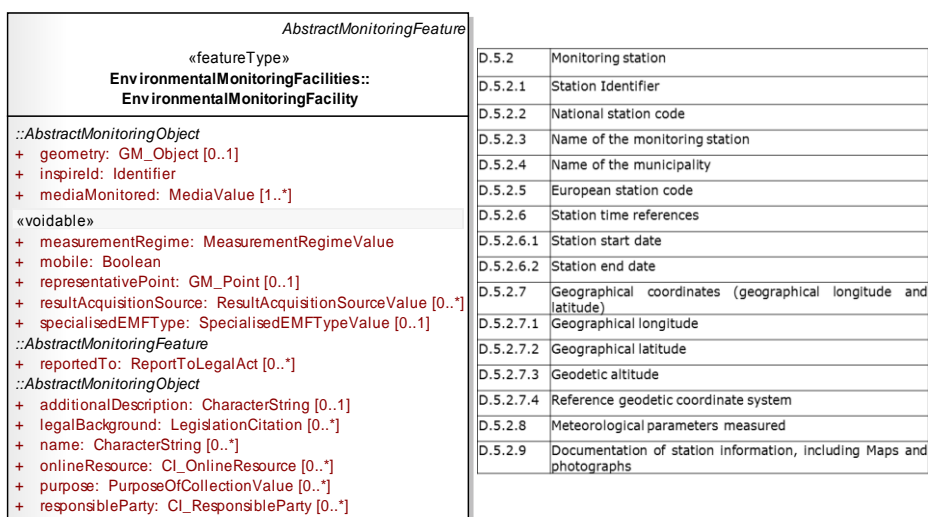 AbstractMonitoringFeature
«featureType»
EnvironmentalMonitoringFacilities::
EnvironmentalMonitoringFacility
::AbstractMonitoringObject
+ geometry: GM_Object [0..1]
+ inspireId: Identifier
+ mediaMonitored: MediaValue [1..*]
«voidable»
+ measurementRegime: MeasurementRegimeValue
+ mobile: Boolean
+ representativePoint: GM_Point [0..1]
+ resultAcquisitionSource: ResultAcquisitionSourceValue [0..*]
+ specialisedEMFType: SpecialisedEMFTypeValue [0..1]
::AbstractMonitoringFeature
+ reportedTo: ReportToLegalAct [0..*]
::AbstractMonitoringObject
+ additionalDescription: CharacterString [0..1]
+ legalBackground: LegislationCitation [0..*]
+ name: CharacterString [0..*]
+ onlineResource: CI_OnlineResource [0..*]
+ purpose: PurposeOfCollectionValue [0..*]
+ responsibleParty: CI_ResponsibleParty [0..*]
D.5.2 Monitoring station
D.5.2.1 Station Identifier
D.5.2.2 National station code
D.5.2.3 Name of the monitoring station
D.5.2.4 Name of the municipality
D.5.2.5 European station code
D.5.2.6 Station time references
D.5.2.6.1 Station start date
D.5.2.6.2 Station end date
D.5.2.7 Geographical coordinates (geographical longitude and
latitude)
D.5.2.7.1 Geographical longitude
D.5.2.7.2 Geographical latitude
D.5.2.7.3 Geodetic altitude
D.5.2.7.4 Reference geodetic coordinate system
D.5.2.8 Meteorological parameters measured
D.5.2.9 Documentation of station information, including Maps and
photographs